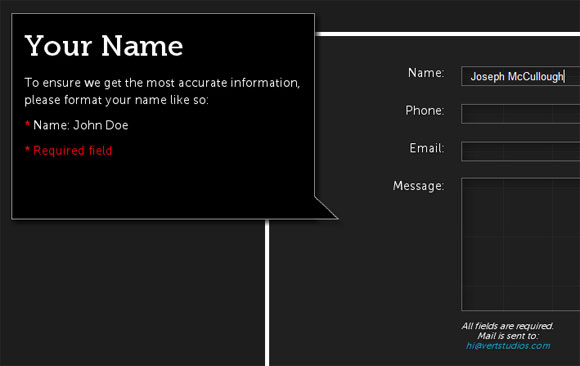 Your Name
To ensure we get the most accurate information,
please format your name like so:
* Name: John Doe
* Required field
Name: Joseph McCullough
Phone:
Email:
Message:
All fields are required.
Mail is sent to:
hi@vertstudios.com